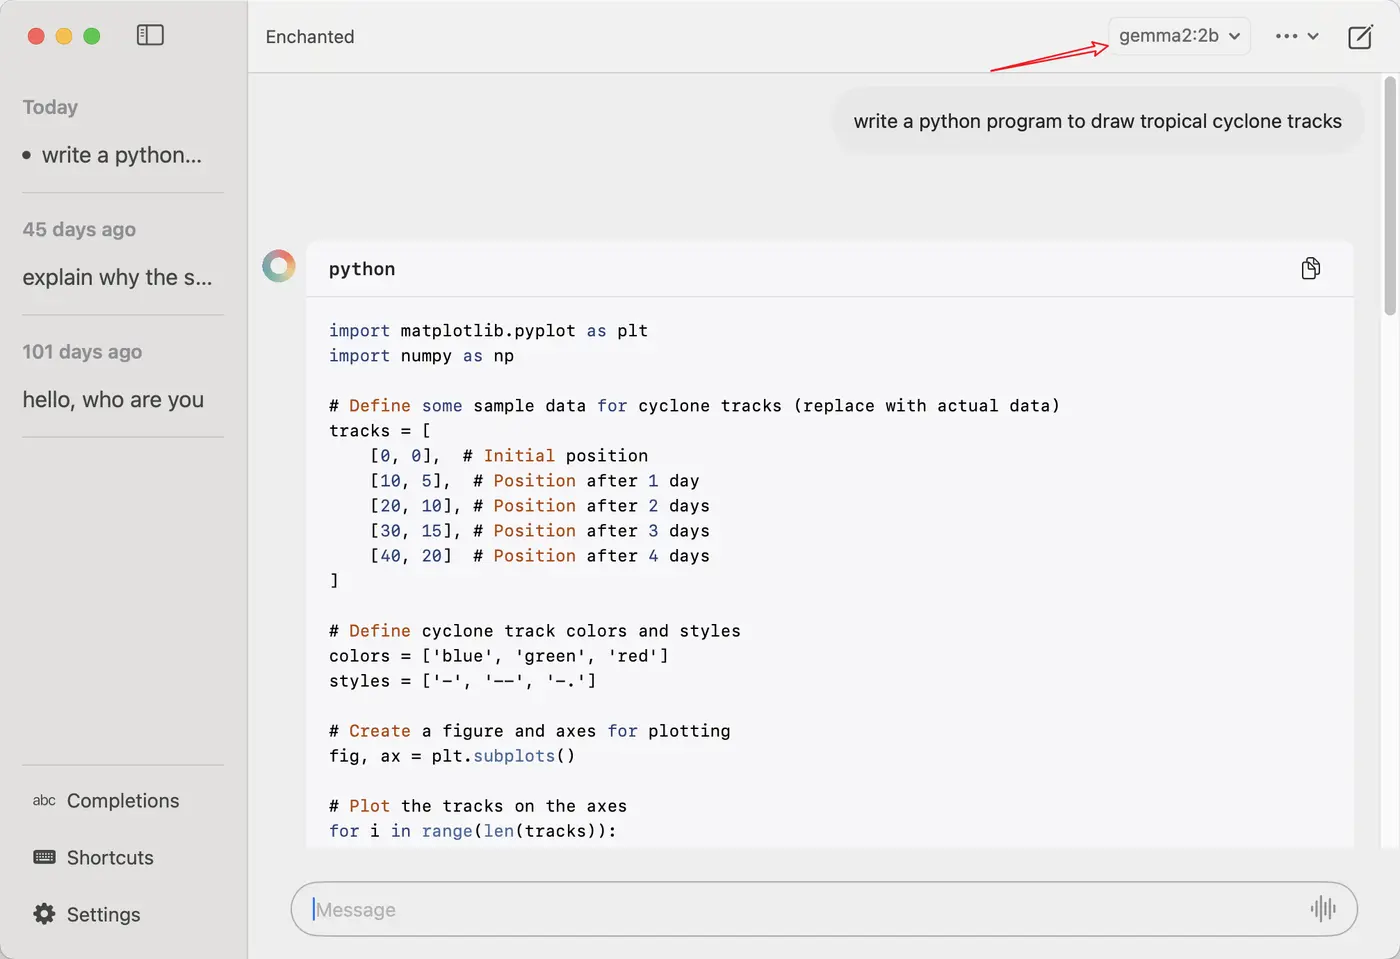 Enchanted
gemma2:2b
Today
write a python...
45 days ago
explain why the s...
101 days ago
hello, who are you
abc Completions
Shortcuts
Settings
write a python program to draw tropical cyclone tracks
python
import matplotlib.pyplot as plt
import numpy as np
# Define some sample data for cyclone tracks (replace with actual data)
tracks = [
    [0, 0],  # Initial position
    [10, 5],  # Position after 1 day
    [20, 10], # Position after 2 days
    [30, 15], # Position after 3 days
    [40, 20]  # Position after 4 days
]
# Define cyclone track colors and styles
colors = ['blue', 'green', 'red']
styles = ['-', '--', '-.']
# Create a figure and axes for plotting
fig, ax = plt.subplots()
# Plot the tracks on the axes
for i in range(len(tracks)):
Message